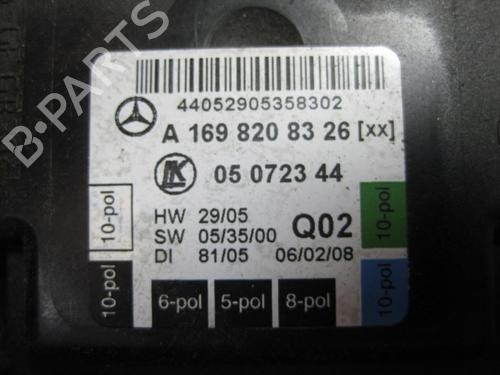 44052905358302
A 169 820 83 26 [xx]
LK 05 0723 44
HW 29/05
SW 05/35/00
DI 81/05 06/02/08
Q02
10-pol
10-pol
10-pol
10-pol
6-pol 5-pol 8-pol